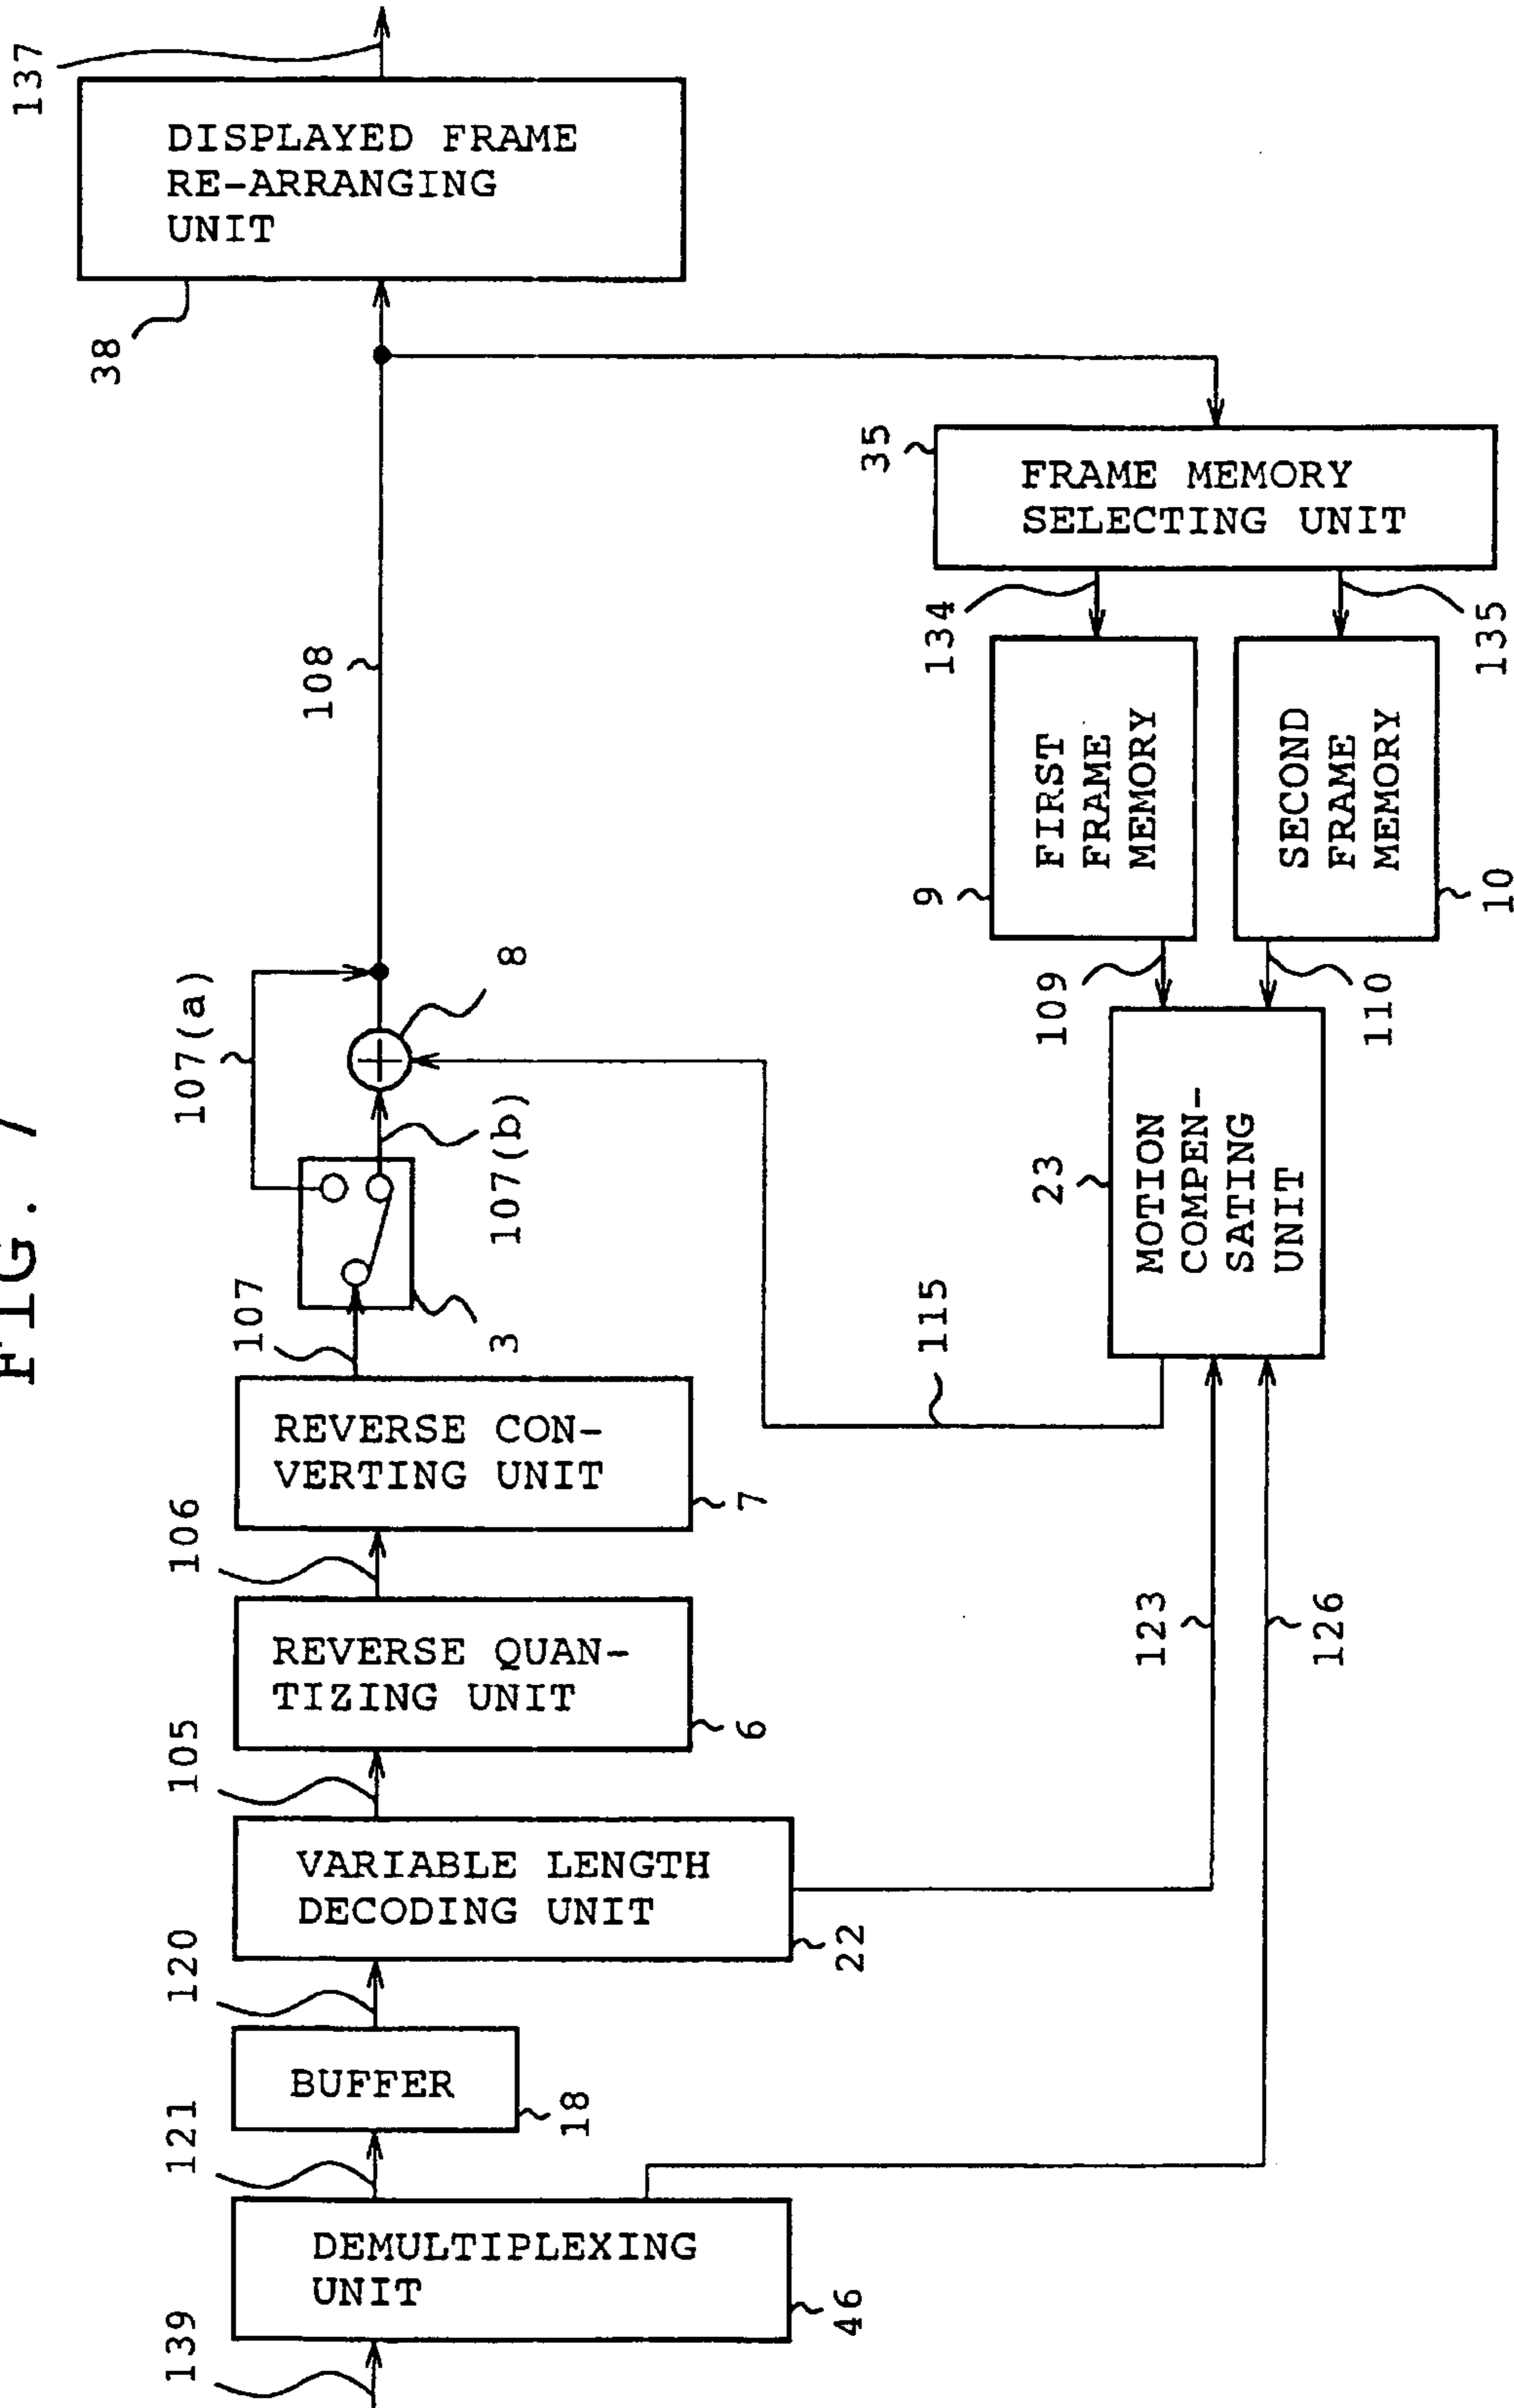 FIG. 7
139
DEMULTIPLEXING
UNIT
46
121
BUFFER
18
120
VARIABLE LENGTH
DECODING UNIT
22
105
REVERSE QUAN-
TIZING UNIT
6
106
REVERSE CON-
VERTING UNIT
7
107
3
107(a)
107(b)
8
108
38
DISPLAYED FRAME
RE-ARRANGING
UNIT
137
115
123
126
23
MOTION
COMPEN-
SATING
UNIT
109
110
9
FIRST
FRAME
MEMORY
SECOND
FRAME
MEMORY
10
134
135
35
FRAME MEMORY
SELECTING UNIT